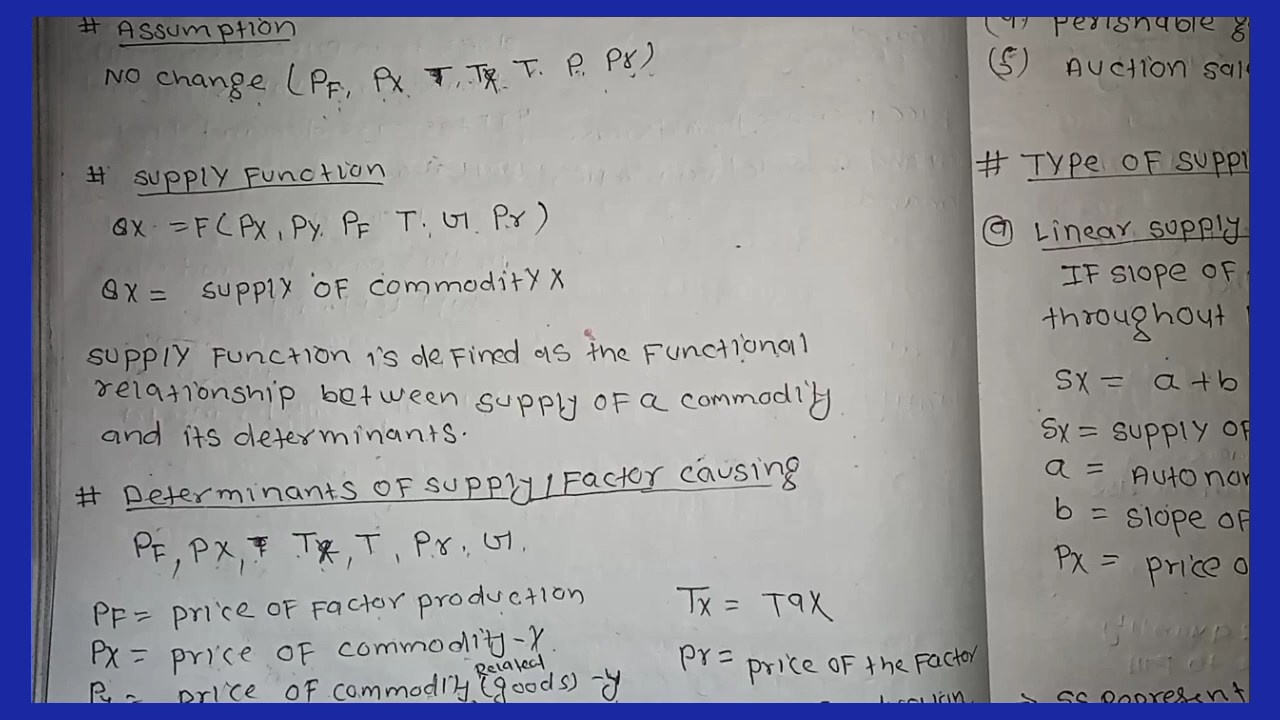 # Assumption
No change (PF, Px, Tx, T. P. Pr)
# Supply Function
Qx = F (Px, Py, PF T. G. Pr)
Qx = supply of commodity x
supply Function is defined as the Functional
relationship between supply of a commodity
and its determinants.
# Determinants of supply / Factor causing
PF, Px, Tx, T, Pr, G.
PF = price of Factor production
Px = price of commodity - x.
Related
Py = price of commodity (goods) - y
Tx = Tax
Pr = price of the Factor
(4) Perishable
(5) Auction
# Type of
(a) Linear supply
IF slope of
throughout
Sx = a + b
Sx = supply of
a =
b = slope of
Px = price